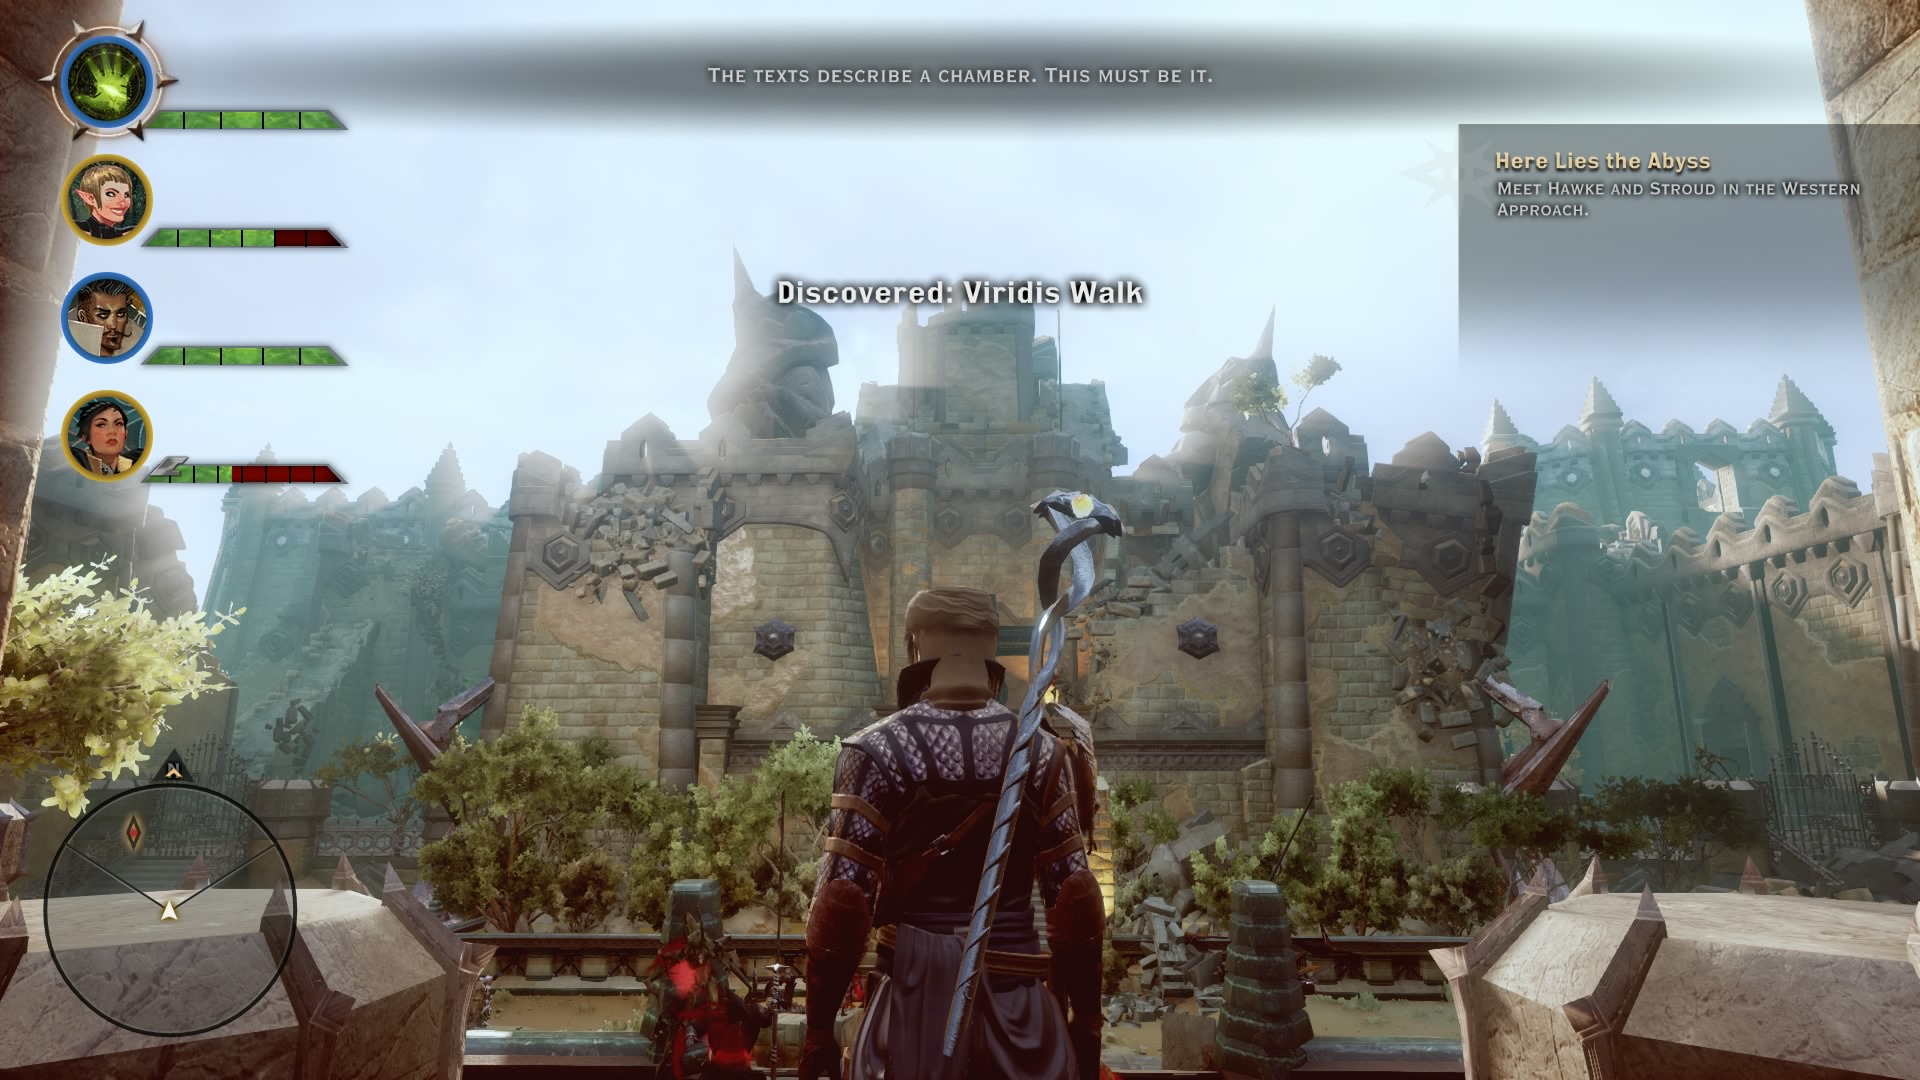 The texts describe a chamber. This must be it.
Here Lies the Abyss
Meet Hawke and Stroud in the Western
Approach.
Discovered: Viridis Walk
N